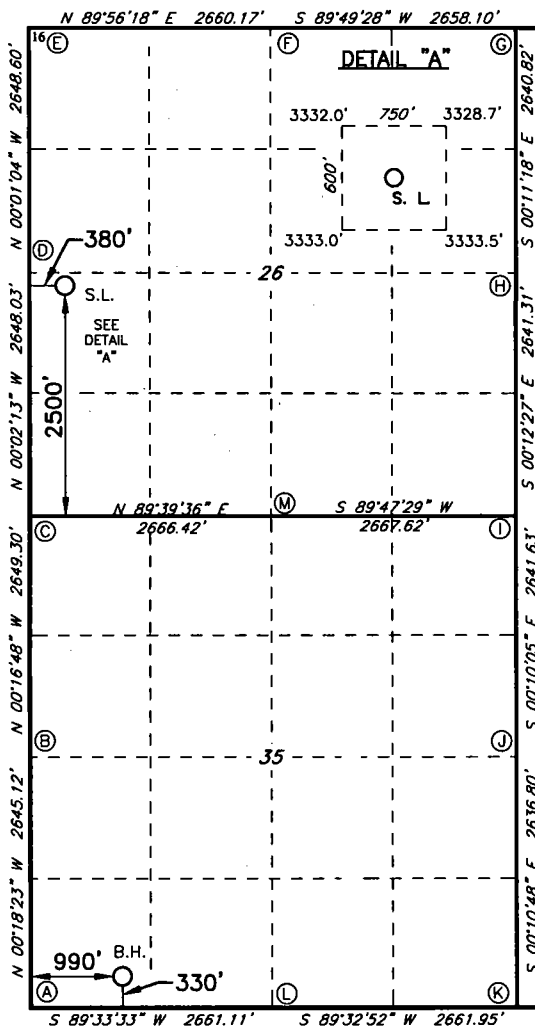 N 89°56'18" E 2660.17' S 89°49'28" W 2658.10'
16 E F G
DETAIL "A"
3332.0' 750' 3328.7'
600'
S. L.
3333.0' 3333.5'
N 00°01'04" W 2648.60'
S 00°11'18" E 2640.82'
D 380' 26 H
S.L.
SEE
DETAIL
"A"
2500'
N 00°02'13" W 2648.03'
S 00°12'27" E 2641.31'
N 89°39'36" E M S 89°47'29" W
C 2666.42' 2667.62' I
N 00°16'48" W 2649.30'
S 00°10'05" E 2641.63'
B 35 J
N 00°18'23" W 2645.12'
S 00°10'48" E 2636.80'
B.H.
990' 330'
A L K
S 89°33'33" W 2661.11' S 89°32'52" W 2661.95'